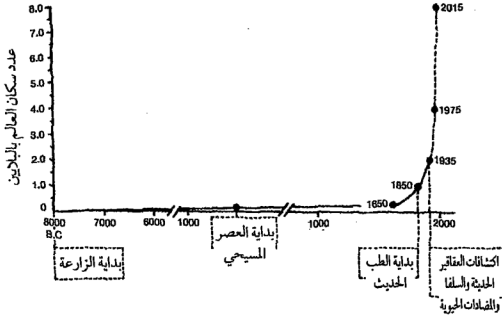 عدد سكان العالم بالبلايين
8.0
7.0
6.0
5.0
4.0
3.0
2.0
1.0
0
2015
1975
1935
1850
1650
8000
B.C
7000
6000
1000
1000
2000
بداية الزارعة
بداية العصر
المسيحي
بداية الطب
الحديث
اكتشافات العقاقير
الحديثة والسلفا
والمضادات الحيوية